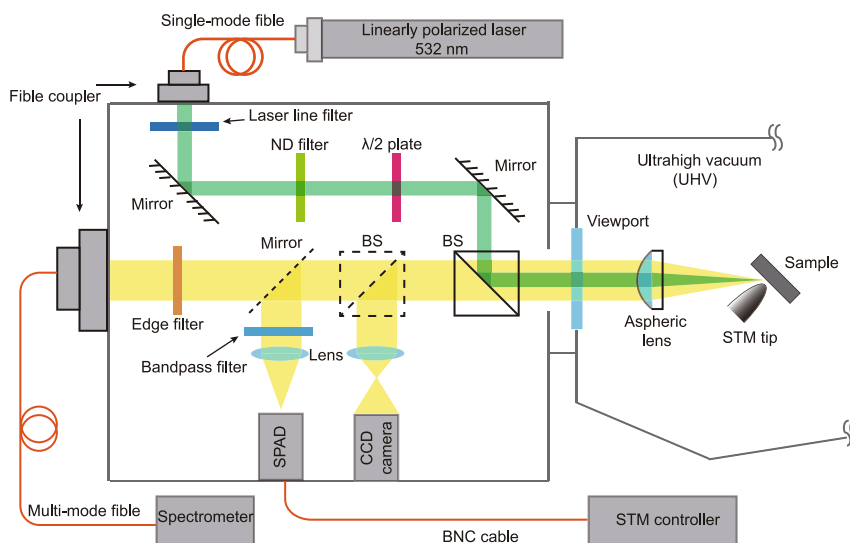 Single-mode fible
Linearly polarized laser
532 nm
Fible coupler
Laser line filter
ND filter
λ/2 plate
Mirror
Mirror
Ultrahigh vacuum
(UHV)
Viewport
Mirror
BS
BS
Sample
Edge filter
Aspheric
lens
STM tip
Bandpass filter
Lens
SPAD
CCD
camera
Multi-mode fible
Spectrometer
BNC cable
STM controller